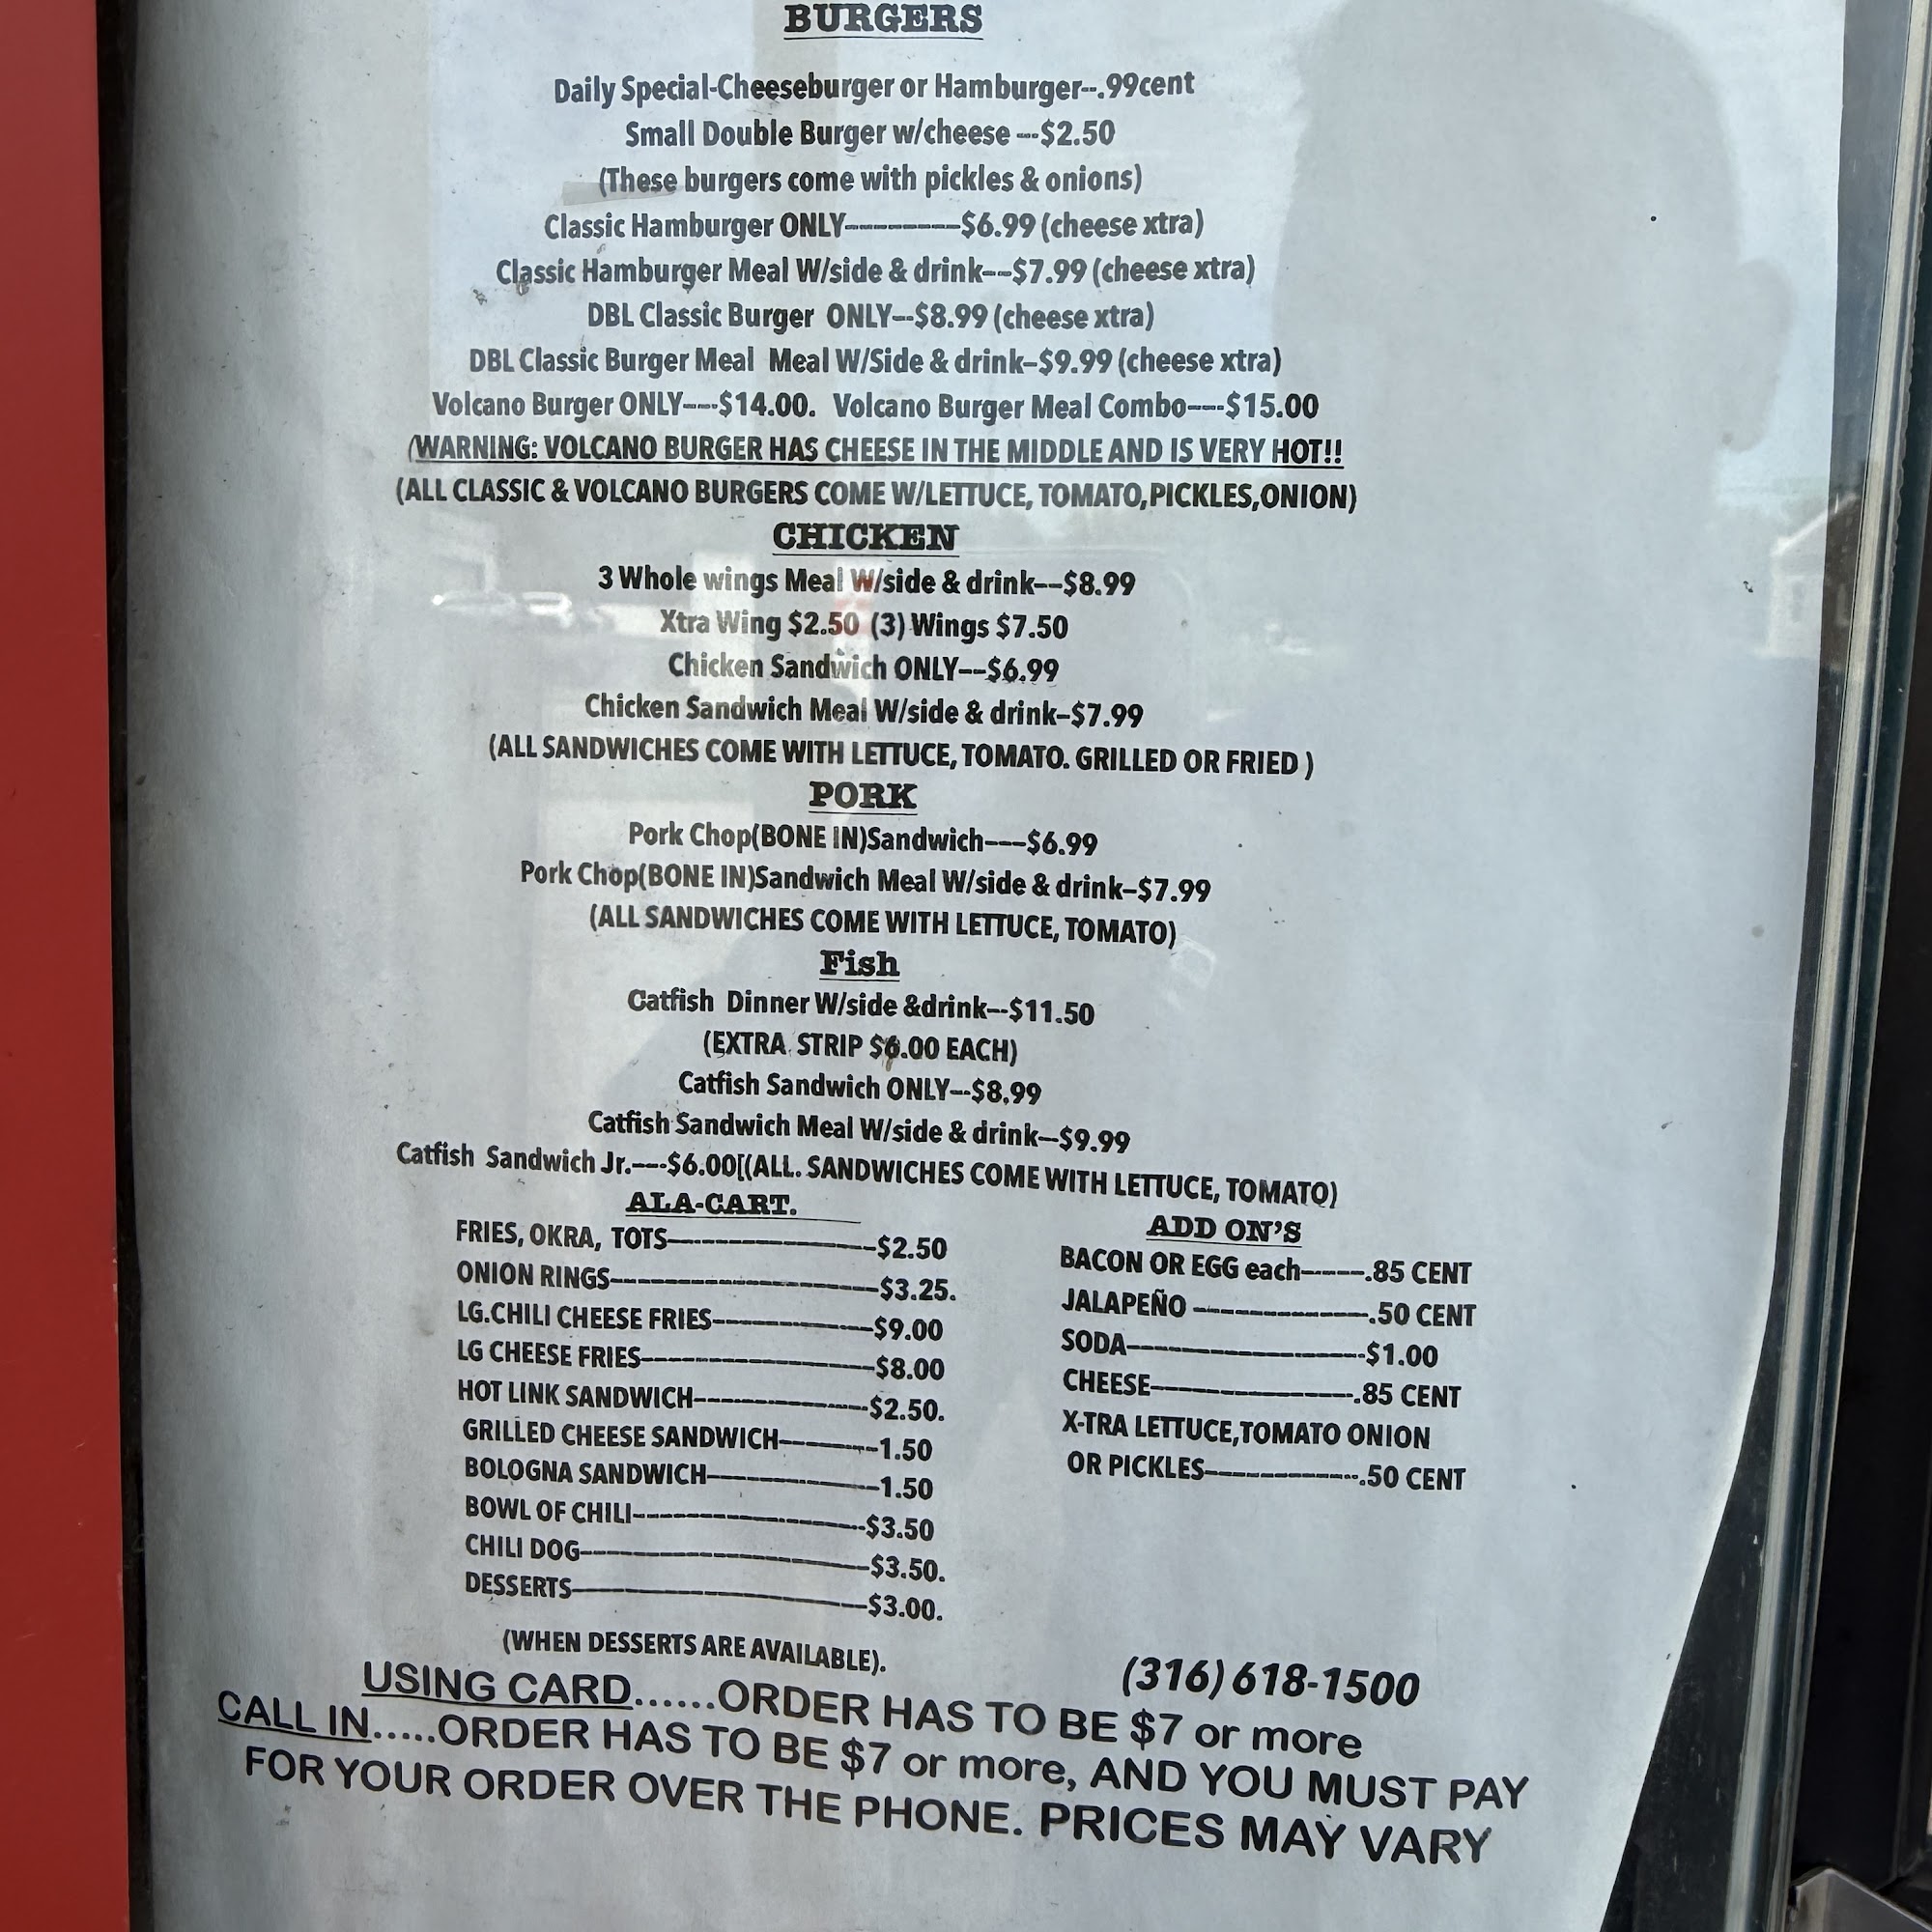 BURGERS
Daily Special-Cheeseburger or Hamburger--.99cent
Small Double Burger w/cheese ---$2.50
(These burgers come with pickles & onions)
Classic Hamburger ONLY----------$6.99 (cheese xtra)
Classic Hamburger Meal W/side & drink---$7.99 (cheese xtra)
DBL Classic Burger ONLY--$8.99 (cheese xtra)
DBL Classic Burger Meal Meal W/Side & drink-$9.99 (cheese xtra)
Volcano Burger ONLY----$14.00. Volcano Burger Meal Combo----$15.00
(WARNING: VOLCANO BURGER HAS CHEESE IN THE MIDDLE AND IS VERY HOT!!
(ALL CLASSIC & VOLCANO BURGERS COME W/LETTUCE, TOMATO,PICKLES,ONION)
CHICKEN
3 Whole wings Meal W/side & drink---$8.99
Xtra Wing $2.50 (3) Wings $7.50
Chicken Sandwich ONLY---$6.99
Chicken Sandwich Meal W/side & drink-$7.99
(ALL SANDWICHES COME WITH LETTUCE, TOMATO. GRILLED OR FRIED )
PORK
Pork Chop(BONE IN)Sandwich----$6.99
Pork Chop(BONE IN)Sandwich Meal W/side & drink-$7.99
(ALL SANDWICHES COME WITH LETTUCE, TOMATO)
Fish
Catfish Dinner W/side &drink--$11.50
(EXTRA STRIP $6.00 EACH)
Catfish Sandwich ONLY--$8.99
Catfish Sandwich Meal W/side & drink--$9.99
Catfish Sandwich Jr.----$6.00[(ALL. SANDWICHES COME WITH LETTUCE, TOMATO)
ALA-CART.
FRIES, OKRA, TOTS------------------$2.50
ONION RINGS-----------------------$3.25.
LG.CHILI CHEESE FRIES--------------$9.00
LG CHEESE FRIES--------------------$8.00
HOT LINK SANDWICH---------------$2.50.
GRILLED CHEESE SANDWICH--------1.50
BOLOGNA SANDWICH--------------1.50
BOWL OF CHILI--------------------$3.50
CHILI DOG------------------------$3.50.
DESSERTS------------------------$3.00.
(WHEN DESSERTS ARE AVAILABLE).
ADD ON'S
BACON OR EGG each-----.85 CENT
JALAPEÑO ---------------.50 CENT
SODA--------------------$1.00
CHEESE-----------------.85 CENT
X-TRA LETTUCE,TOMATO ONION
OR PICKLES-------------.50 CENT
(316) 618-1500
USING CARD......ORDER HAS TO BE $7 or more
CALL IN.....ORDER HAS TO BE $7 or more, AND YOU MUST PAY
FOR YOUR ORDER OVER THE PHONE. PRICES MAY VARY